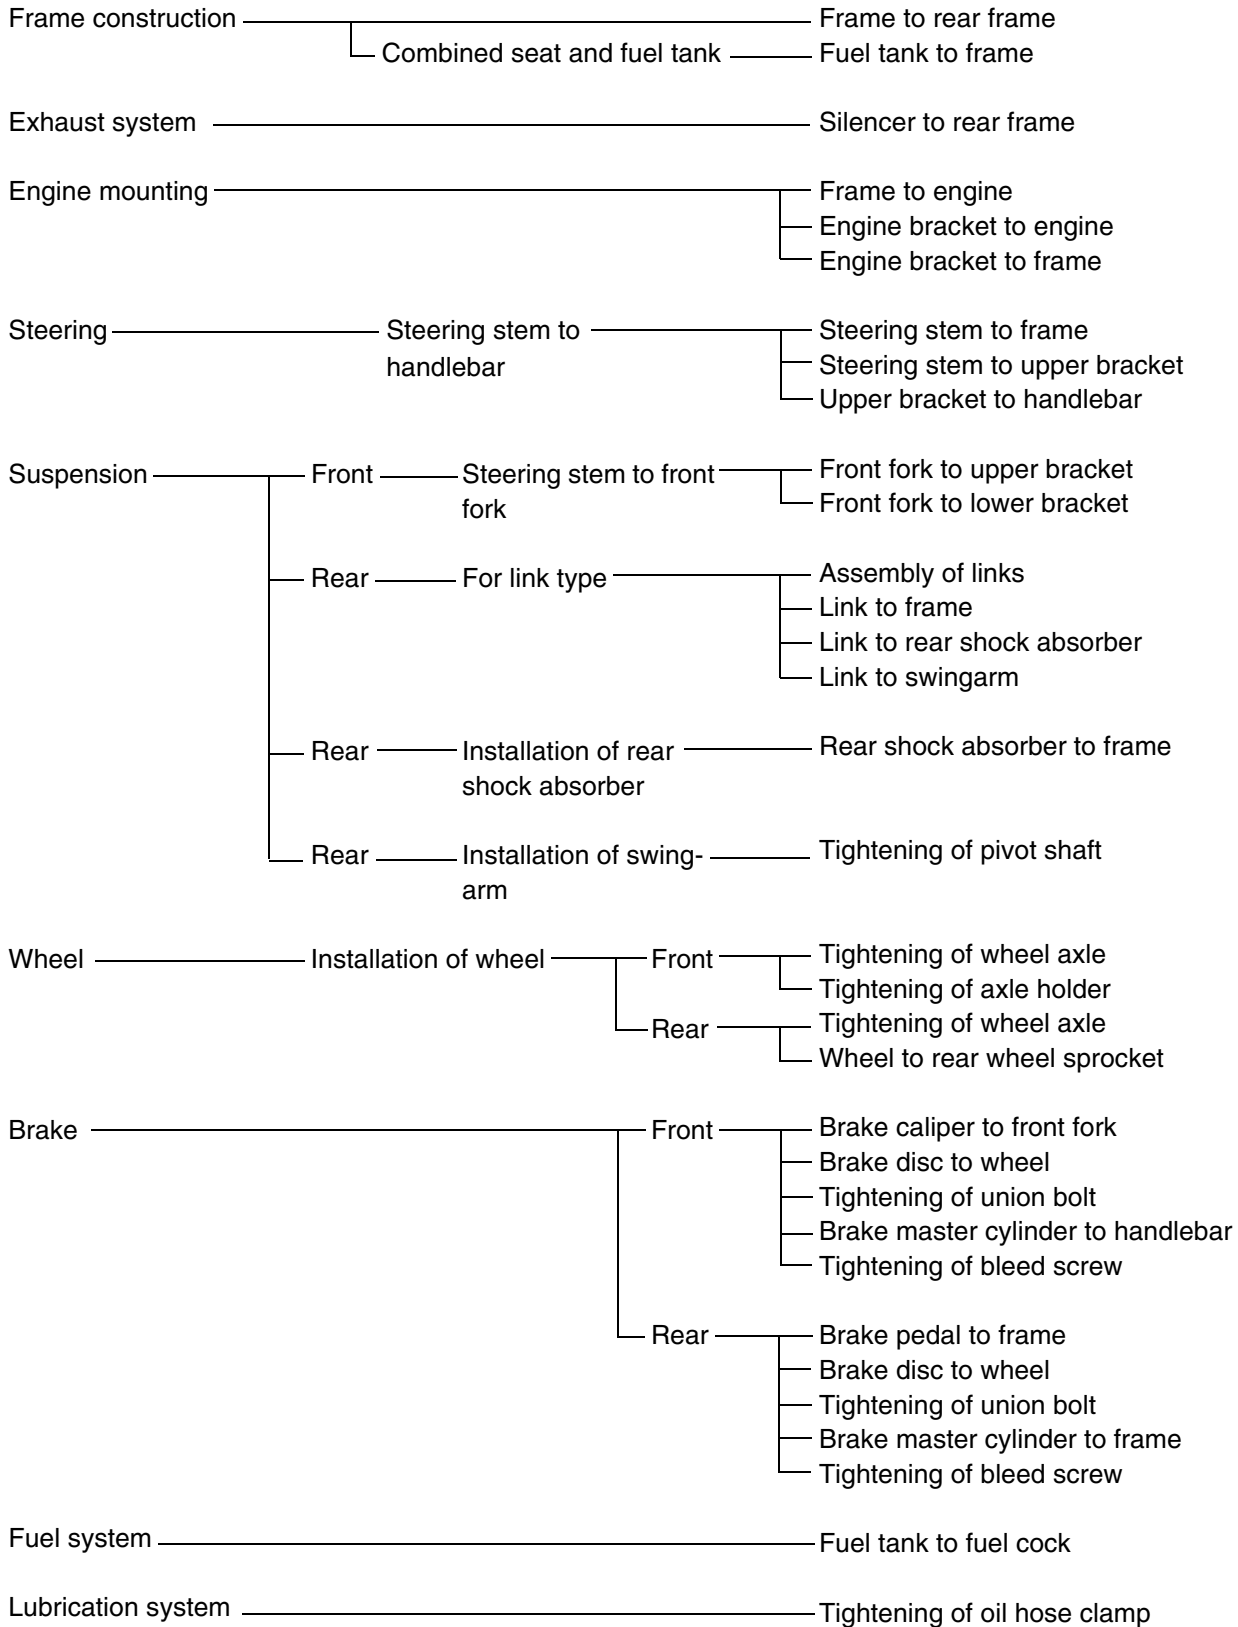 Frame construction Frame to rear frame
Combined seat and fuel tank Fuel tank to frame
Exhaust system Silencer to rear frame
Engine mounting Frame to engine
Engine bracket to engine
Engine bracket to frame
Steering Steering stem to handlebar Steering stem to frame
Steering stem to upper bracket
Upper bracket to handlebar
Suspension Front Steering stem to front fork Front fork to upper bracket
Front fork to lower bracket
Rear For link type Assembly of links
Link to frame
Link to rear shock absorber
Link to swingarm
Rear Installation of rear shock absorber Rear shock absorber to frame
Rear Installation of swing-
arm Tightening of pivot shaft
Wheel Installation of wheel Front Tightening of wheel axle
Tightening of axle holder
Rear Tightening of wheel axle
Wheel to rear wheel sprocket
Brake Front Brake caliper to front fork
Brake disc to wheel
Tightening of union bolt
Brake master cylinder to handlebar
Tightening of bleed screw
Rear Brake pedal to frame
Brake disc to wheel
Tightening of union bolt
Brake master cylinder to frame
Tightening of bleed screw
Fuel system Fuel tank to fuel cock
Lubrication system Tightening of oil hose clamp